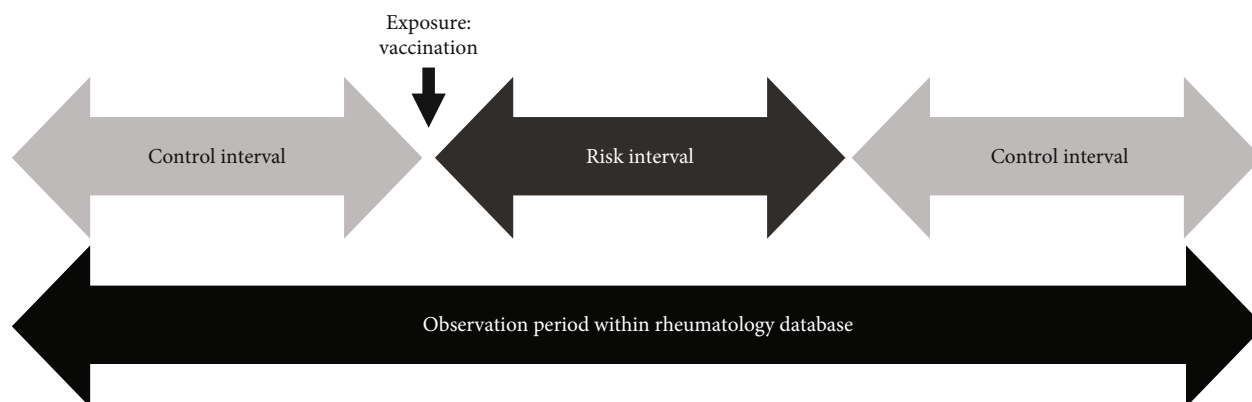 Exposure:
vaccination
Control interval
Risk interval
Control interval
Observation period within rheumatology database